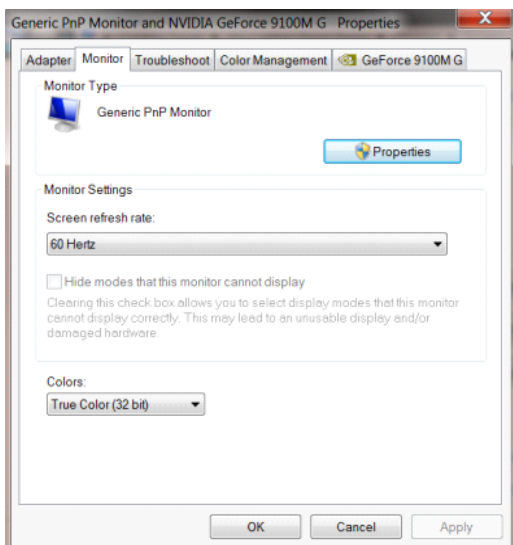 Generic PnP Monitor and NVIDIA GeForce 9100M G Properties
Adapter Monitor Troubleshoot Color Management GeForce 9100M G
Monitor Type
Generic PnP Monitor
Properties
Monitor Settings
Screen refresh rate:
60 Hertz
Hide modes that this monitor cannot display
Clearing this check box allows you to select display modes that this monitor
cannot display correctly. This may lead to an unusable display and/or
damaged hardware.
Colors:
True Color (32 bit)
OK Cancel Apply